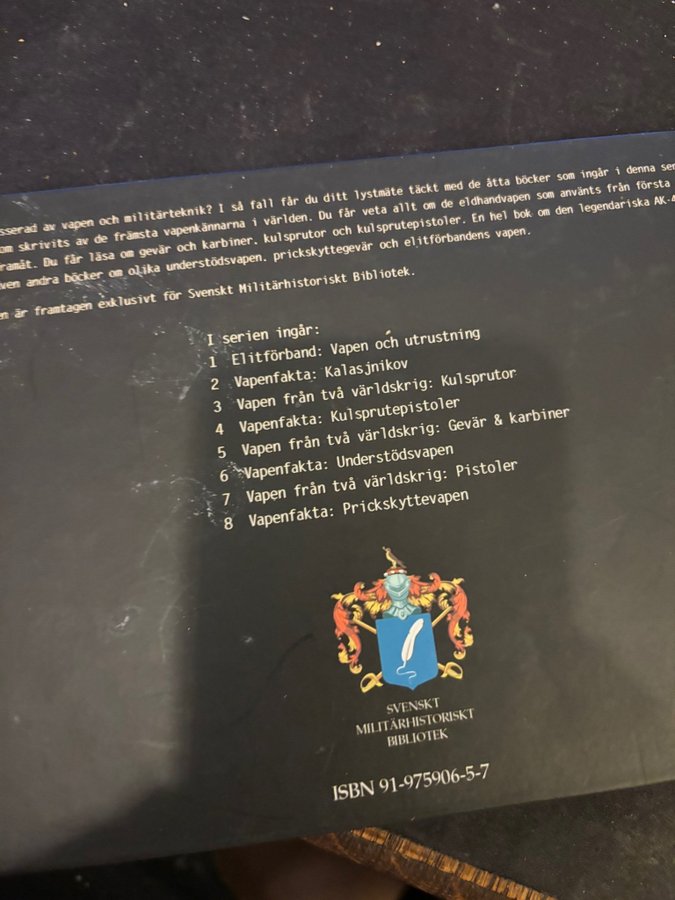 sserad av vapen och militärteknik? I så fall får du ditt lystmäte täckt med de åtta böcker som ingår i denna ser
om skrivits av de främsta vapenkännarna i världen. Du får veta allt om de eldhandvapen som använts från första
ramåt. Du får läsa om gevär och karbiner, kulsprutor och kulsprutepistoler. En hel bok om den legendariska AK-4
ven andra böcker om olika understödsvapen, prickskyttegevär och elitförbandens vapen.
en är framtagen exklusivt för Svenskt Militärhistoriskt Bibliotek.
I serien ingår:
1 Elitförband: Vapen och utrustning
2 Vapenfakta: Kalasjnikov
3 Vapen från två världskrig: Kulsprutor
4 Vapenfakta: Kulsprutepistoler
5 Vapen från två världskrig: Gevär & karbiner
6 Vapenfakta: Understödsvapen
7 Vapen från två världskrig: Pistoler
8 Vapenfakta: Prickskyttevapen
SVENSKT
MILITÄRHISTORISKT
BIBLIOTEK
ISBN 91-975906-5-7